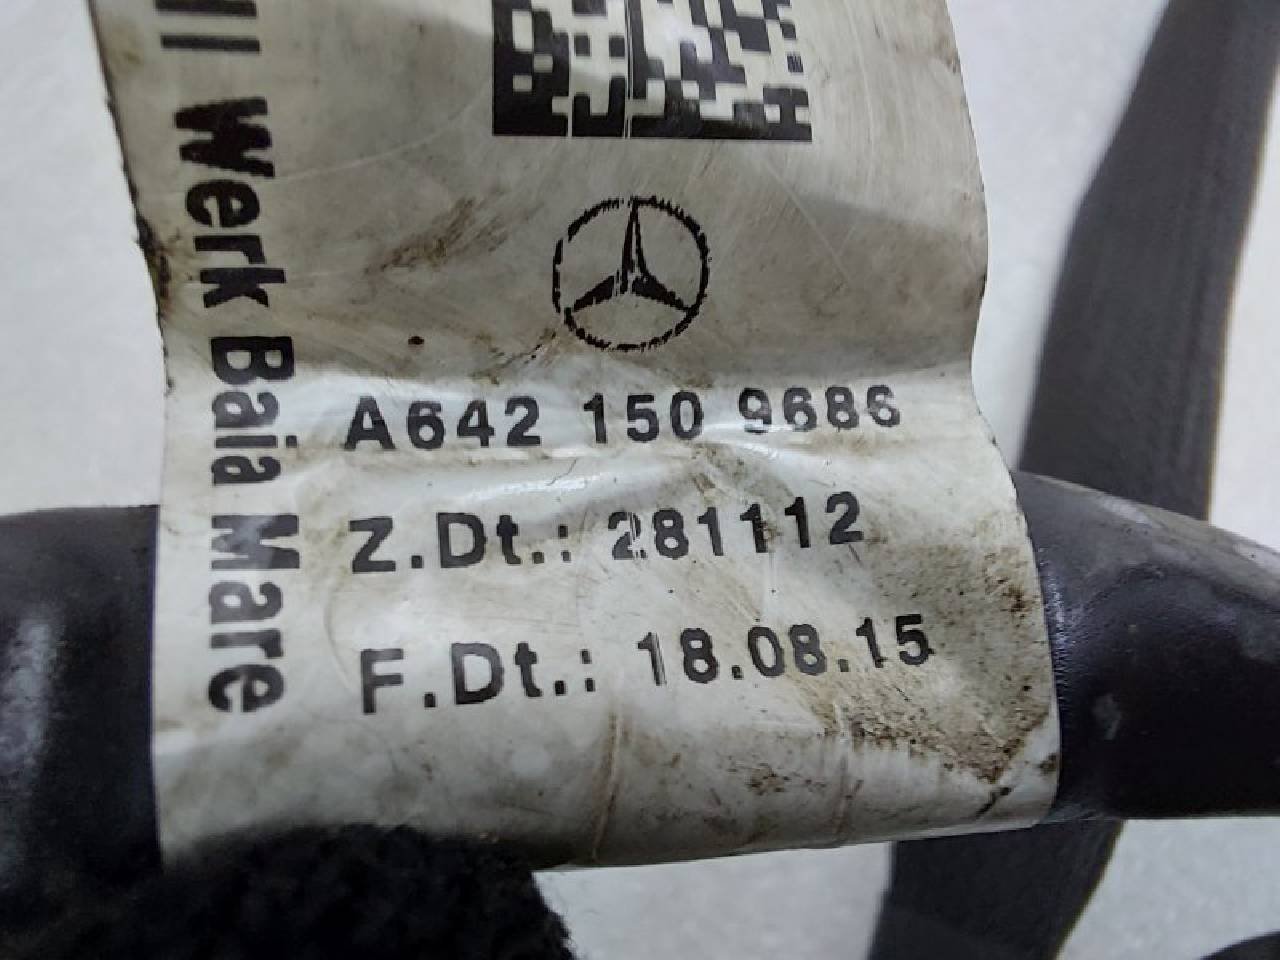 Werk Baia Mare
A642 150 9686
Z.Dt.: 281112
F.Dt.: 18.08.15